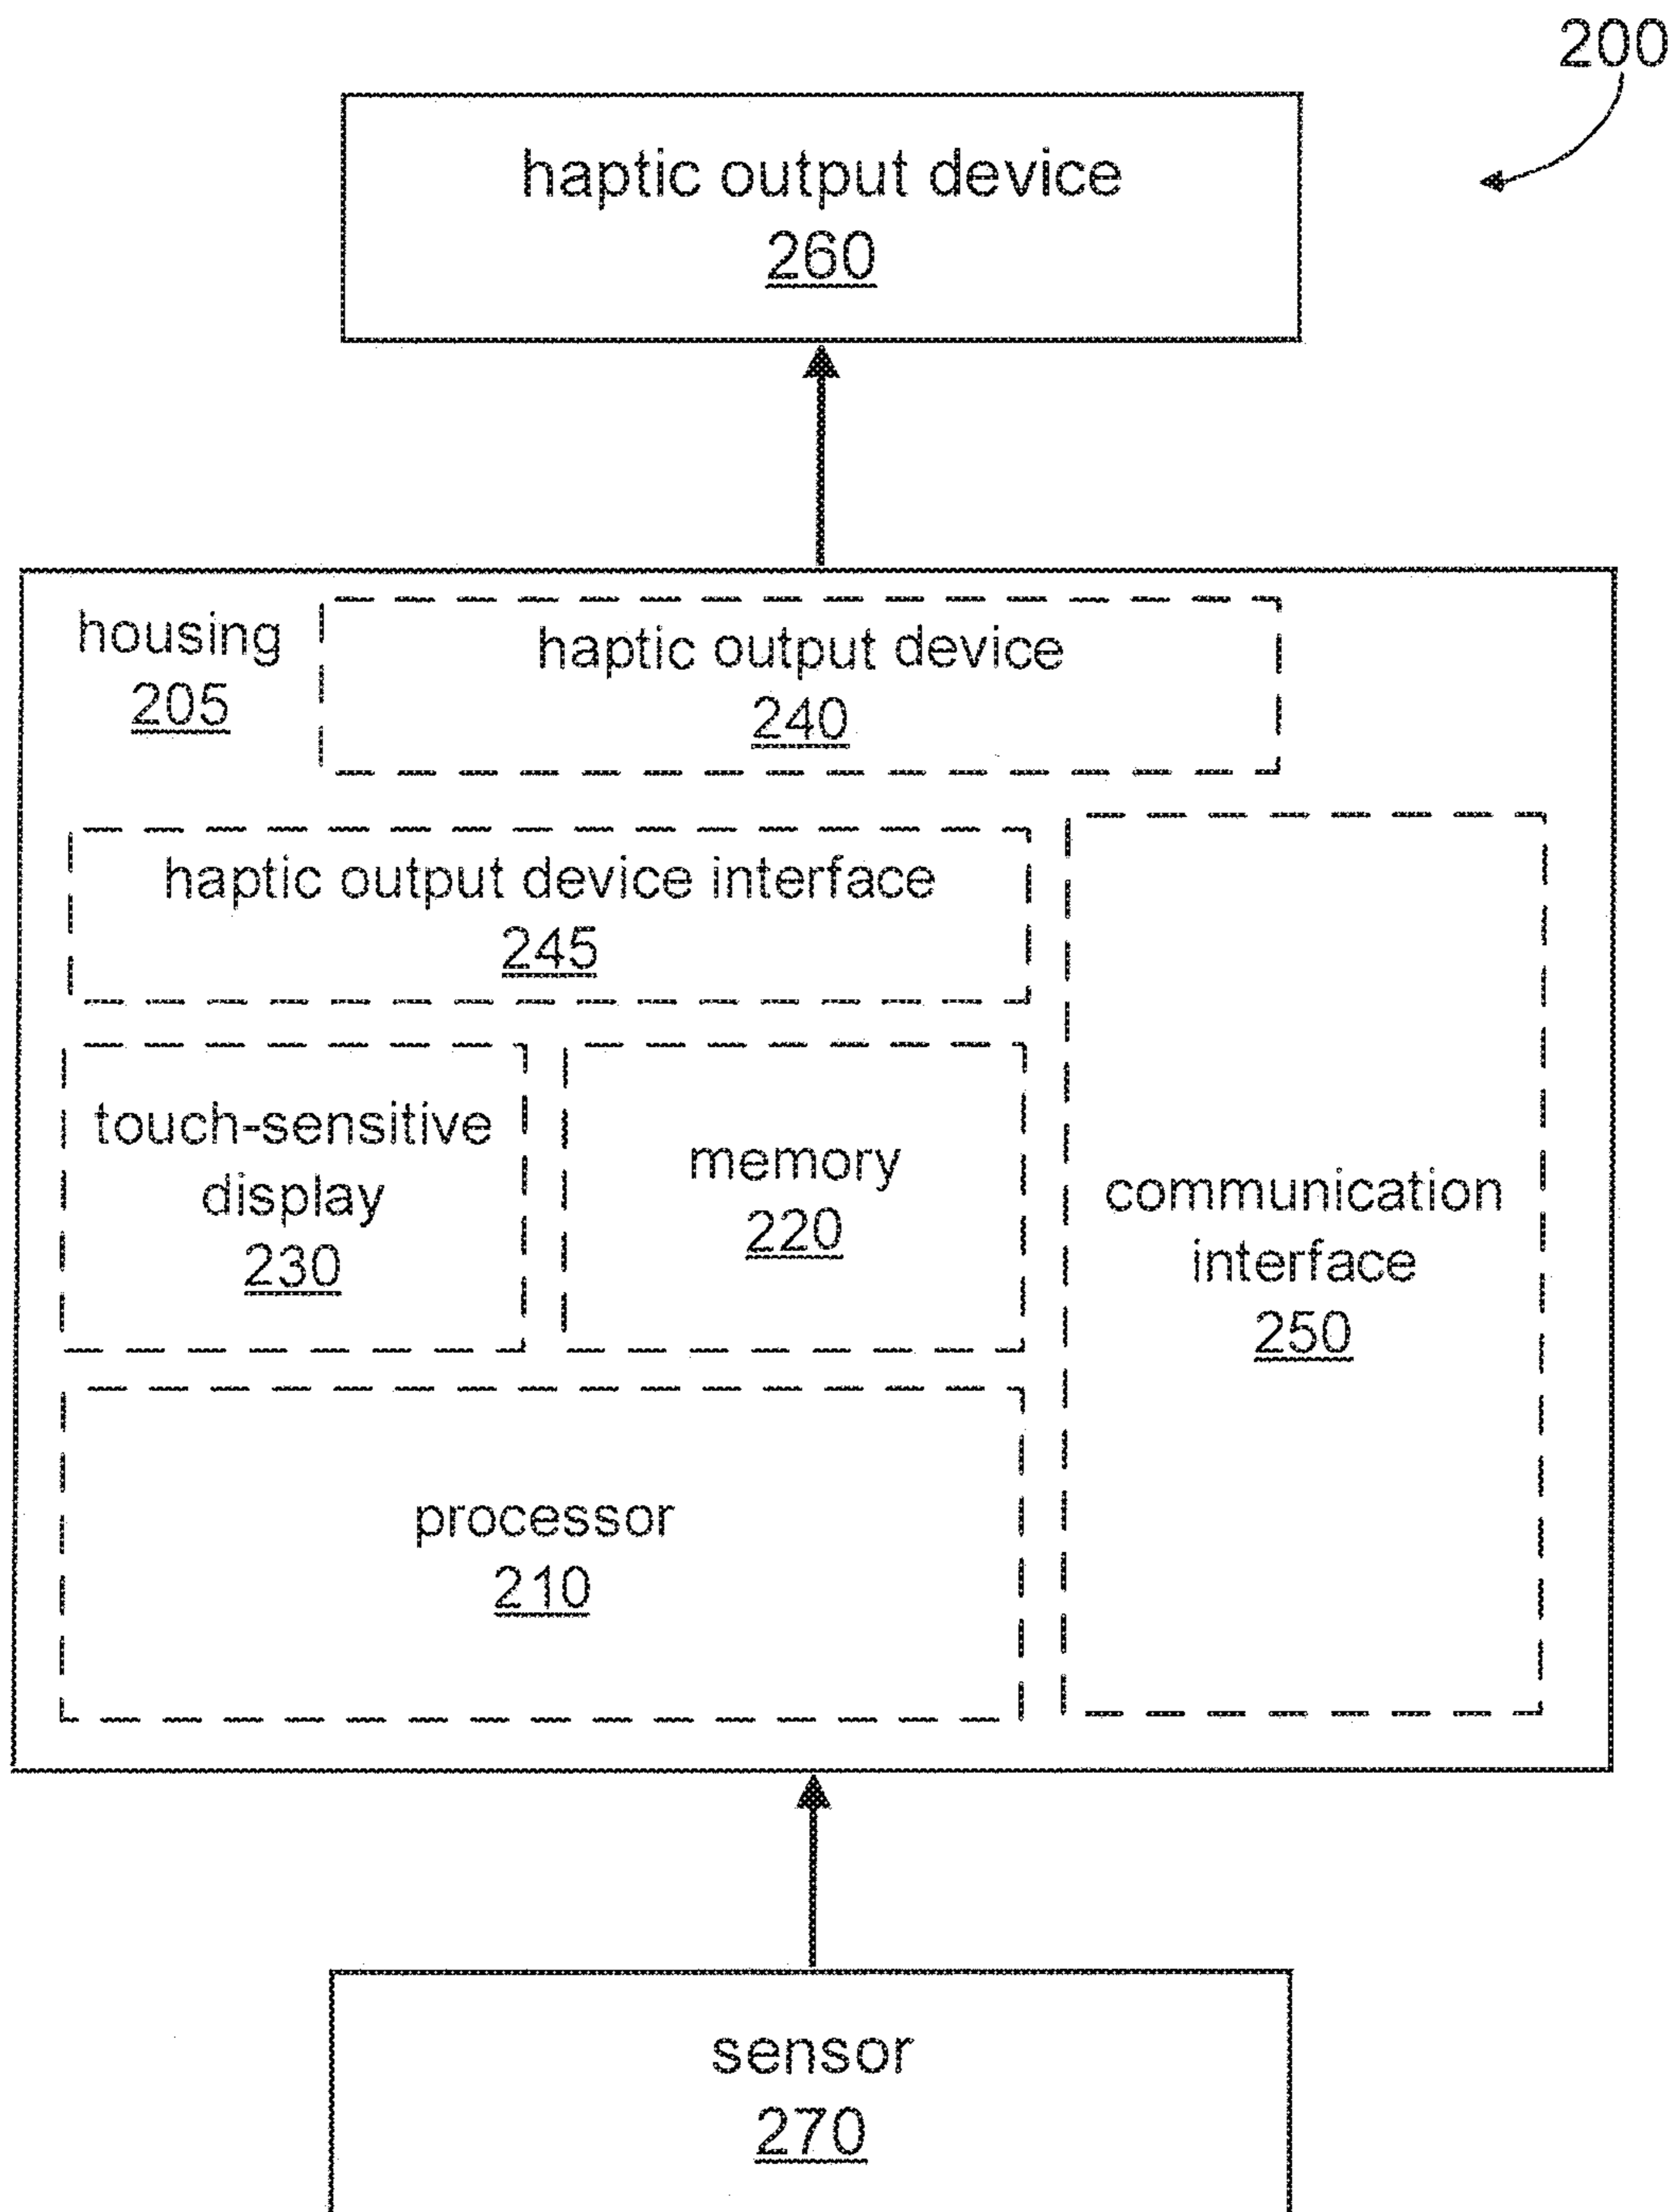 200
haptic output device
260
housing
205
haptic output device
240
haptic output device interface
245
touch-sensitive
display
230
memory
220
communication
interface
250
processor
210
sensor
270